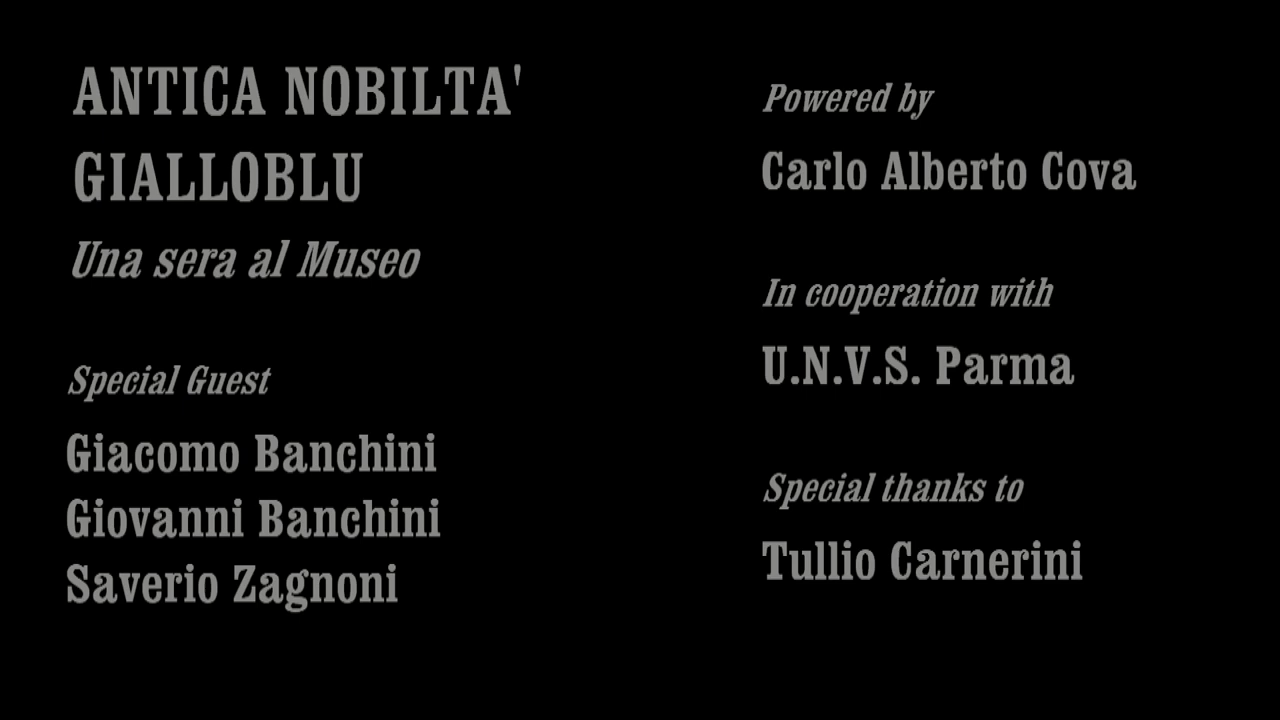 ANTICA NOBILTA'
GIALLOBLU
Una sera al Museo
Special Guest
Giacomo Banchini
Giovanni Banchini
Saverio Zagnoni
Powered by
Carlo Alberto Cova
In cooperation with
U.N.V.S. Parma
Special thanks to
Tullio Carnerini